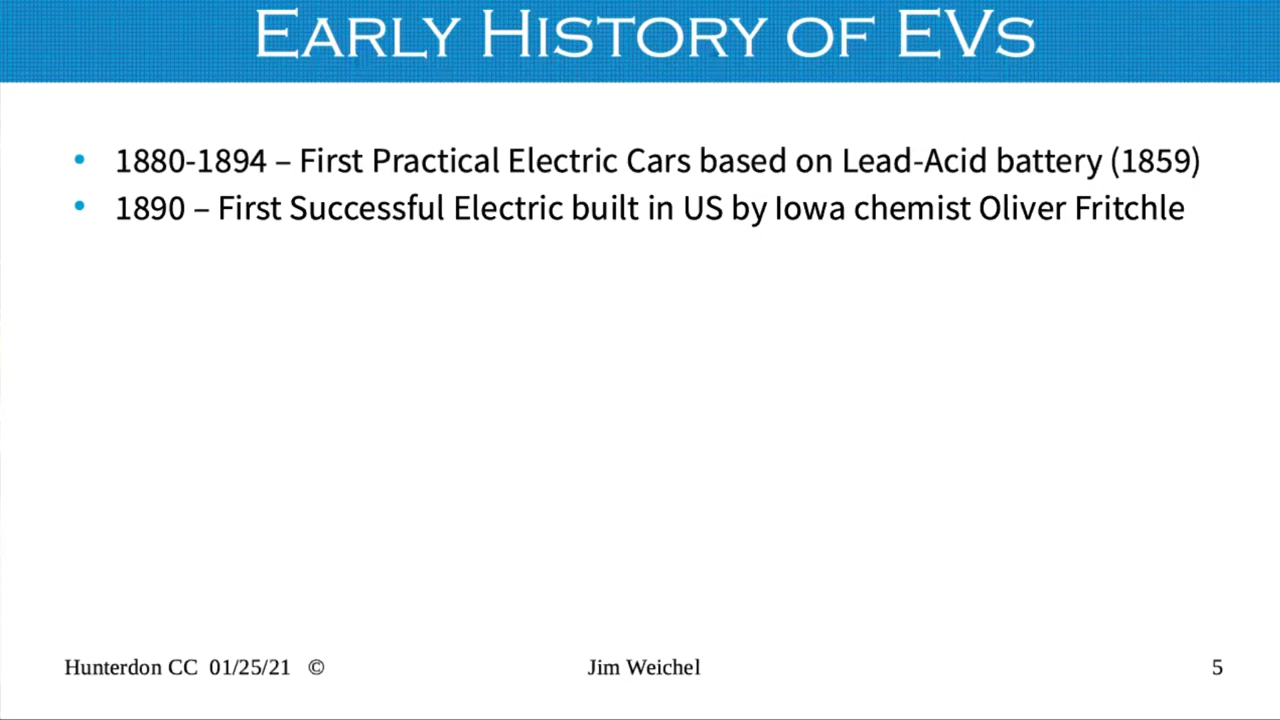 Early History of EVs
• 1880-1894 – First Practical Electric Cars based on Lead-Acid battery (1859)
• 1890 – First Successful Electric built in US by Iowa chemist Oliver Fritchle
Hunterdon CC 01/25/21 © Jim Weichel 5